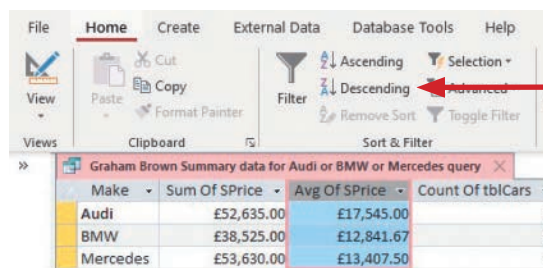 File Home Create External Data Database Tools Help
View
Paste
Cut
Copy
Format Painter
Filter
Ascending
Descending
Remove Sort
Selection
Advanced
Toggle Filter
Views Clipboard Sort & Filter
» Graham Brown Summary data for Audi or BMW or Mercedes query
Make Sum Of SPrice Avg Of SPrice Count Of tblCars
Audi £52,635.00 £17,545.00
BMW £38,525.00 £12,841.67
Mercedes £53,630.00 £13,407.50